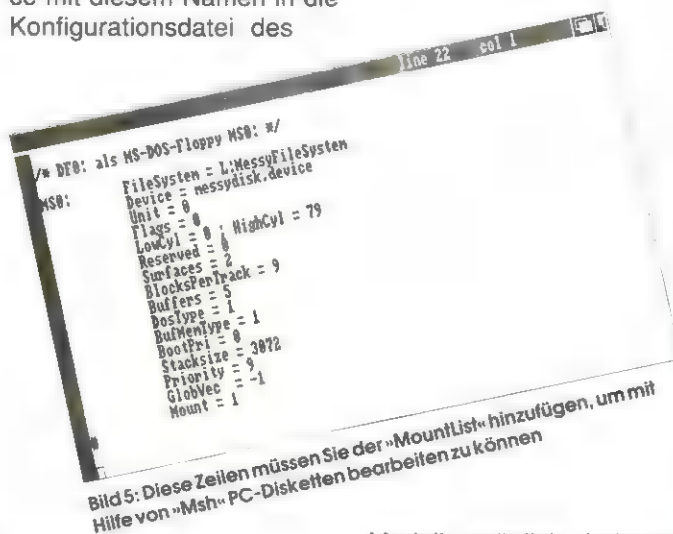 se mit diesem Namen in die
Konfigurationsdatei des
line 22 col 1
/* DF0: als MS-DOS-Floppy MS0: */
MS0: FileSystem = L:MessyFileSystem
Device = messydisk.device
Unit = 0
Flags = 0
LowCyl = 0 ; HighCyl = 79
Reserved = 0
Surfaces = 2
BlocksPerTrack = 9
Buffers = 5
DosType = 1
BufMemType = 1
BootPri = 0
Stacksize = 3072
Priority = 9
GlobVec = -1
Mount = 1
#
Bild 5: Diese Zeilen müssen Sie der »MountList« hinzufügen, um mit
Hilfe von »Msh« PC-Disketten bearbeiten zu können